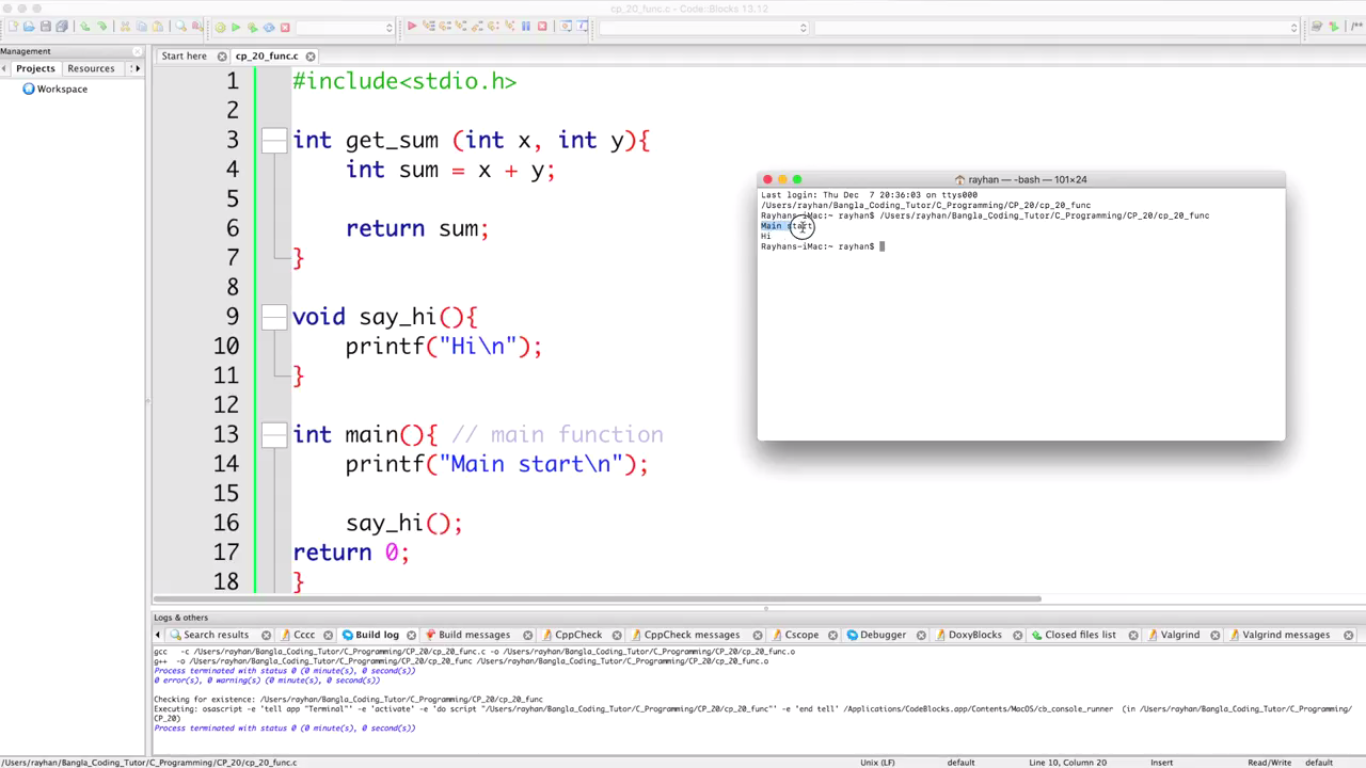 cp_20_func.c - Code::Blocks 13.12
Management
Projects Resources
Workspace
Start here cp_20_func.c
1 #include<stdio.h>
2
3 int get_sum (int x, int y){
4 int sum = x + y;
5
6 return sum;
7 }
8
9 void say_hi(){
10 printf("Hi\n");
11 }
12
13 int main(){ // main function
14 printf("Main start\n");
15
16 say_hi();
17 return 0;
18 }
rayhan — -bash — 101×24
Last login: Thu Dec 7 20:36:03 on ttys000
/Users/rayhan/Bangla_Coding_Tutor/C_Programming/CP_20/cp_20_func
Rayhans-iMac:~ rayhan$ /Users/rayhan/Bangla_Coding_Tutor/C_Programming/CP_20/cp_20_func
Main start
Hi
Rayhans-iMac:~ rayhan$
Logs & others
Search results Cccc Build log Build messages CppCheck CppCheck messages Cscope Debugger DoxyBlocks Closed files list Valgrind Valgrind messages
gcc -c /Users/rayhan/Bangla_Coding_Tutor/C_Programming/CP_20/cp_20_func.c -o /Users/rayhan/Bangla_Coding_Tutor/C_Programming/CP_20/cp_20_func.o
g++ -o /Users/rayhan/Bangla_Coding_Tutor/C_Programming/CP_20/cp_20_func /Users/rayhan/Bangla_Coding_Tutor/C_Programming/CP_20/cp_20_func.o
Process terminated with status 0 (0 minute(s), 0 second(s))
0 error(s), 0 warning(s) (0 minute(s), 0 second(s))
Checking for existence: /Users/rayhan/Bangla_Coding_Tutor/C_Programming/CP_20/cp_20_func
Executing: osascript -e 'tell app "Terminal"' -e 'activate' -e 'do script "/Users/rayhan/Bangla_Coding_Tutor/C_Programming/CP_20/cp_20_func"' -e 'end tell' /Applications/CodeBlocks.app/Contents/MacOS/cb_console_runner (in /Users/rayhan/Bangla_Coding_Tutor/C_Programming/
CP_20)
Process terminated with status 0 (0 minute(s), 0 second(s))
/Users/rayhan/Bangla_Coding_Tutor/C_Programming/CP_20/cp_20_func.c Unix (LF) default Line 10, Column 20 Insert Read/Write default